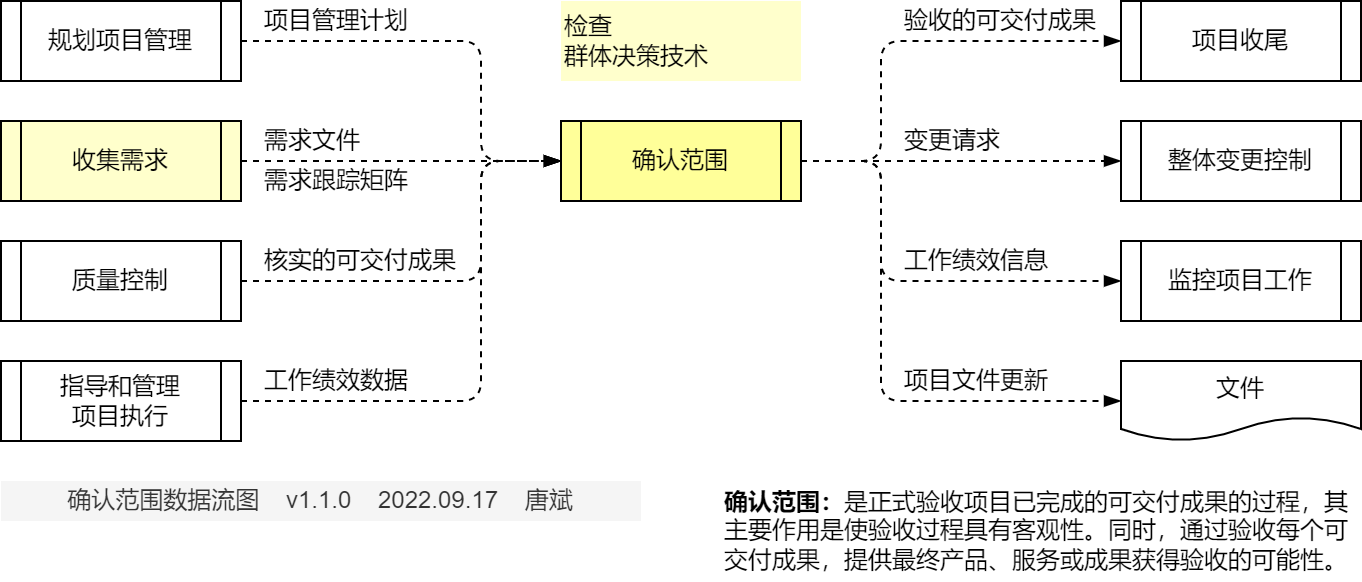 规划项目管理
项目管理计划
检查
群体决策技术
验收的可交付成果
项目收尾
收集需求
需求文件
需求跟踪矩阵
确认范围
变更请求
整体变更控制
质量控制
核实的可交付成果
工作绩效信息
监控项目工作
指导和管理
项目执行
工作绩效数据
项目文件更新
文件
确认范围数据流图 v1.1.0 2022.09.17 唐斌
确认范围：是正式验收项目已完成的可交付成果的过程，其
主要作用是使验收过程具有客观性。同时，通过验收每个可
交付成果，提供最终产品、服务或成果获得验收的可能性。